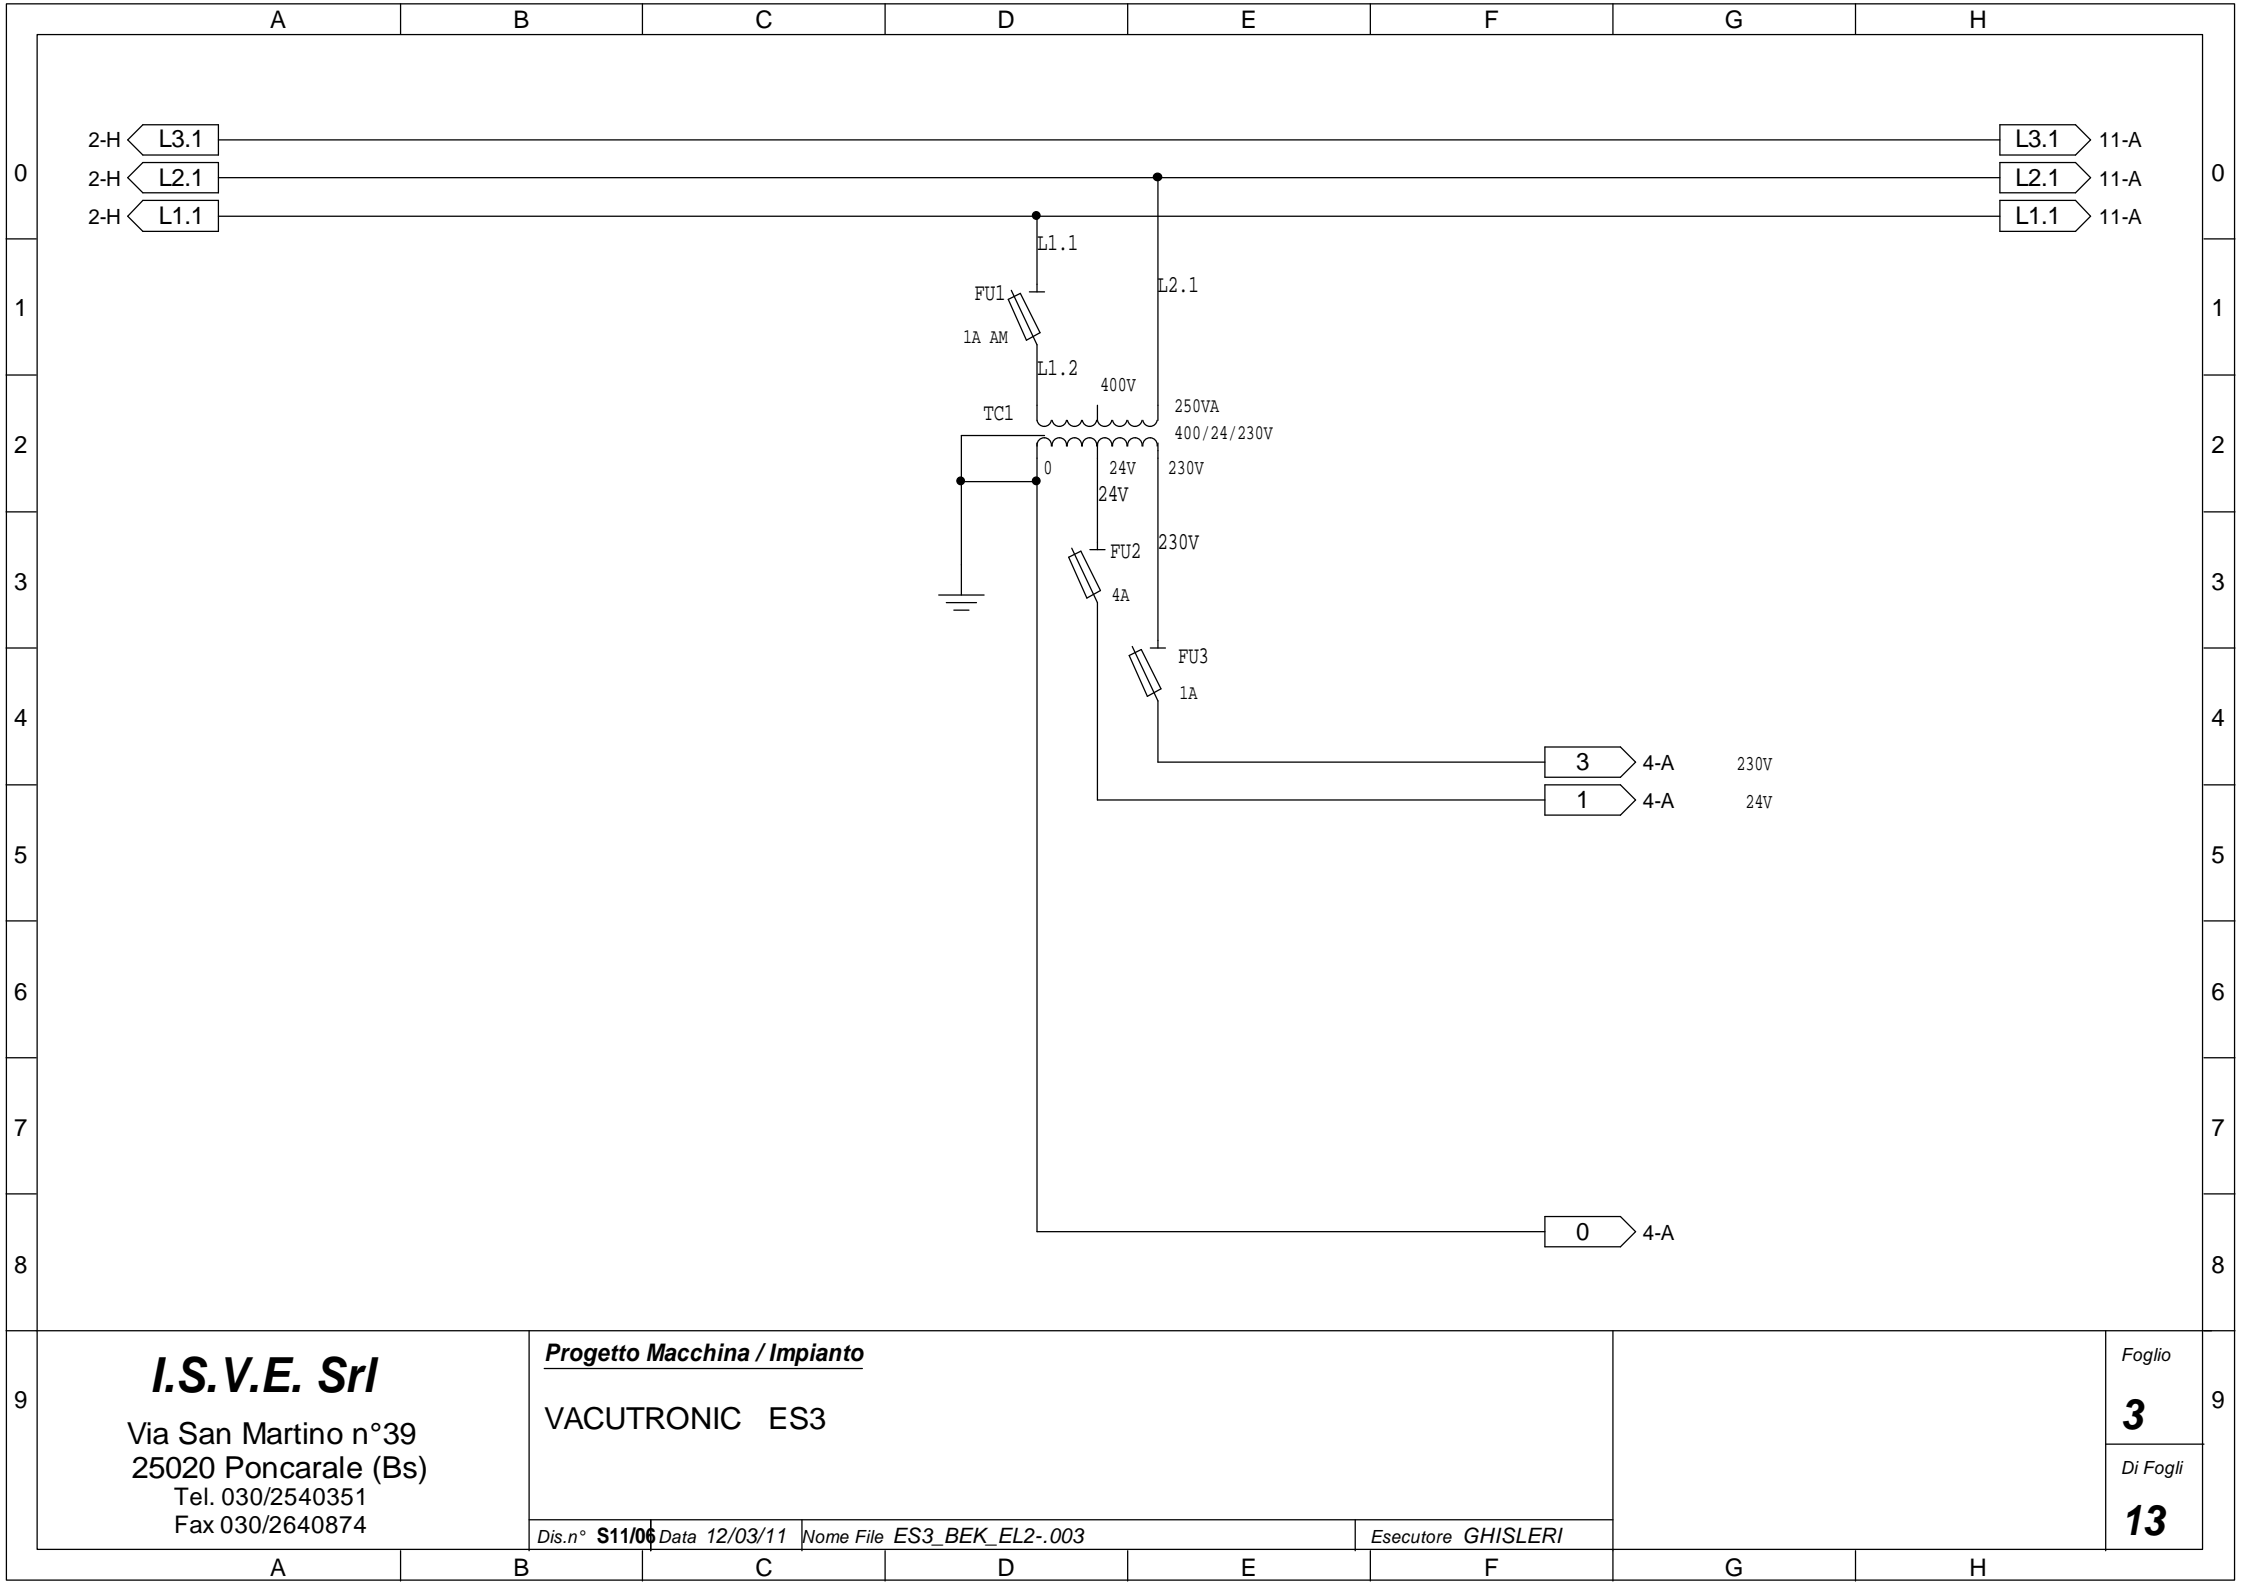 A B C D E F G H
2-H L3.1 L3.1 11-A
0 2-H L2.1 L2.1 11-A 0
2-H L1.1 L1.1 11-A
L1.1
FU1 L2.1
1 1
1A AM
L1.2
400V
TC1 250VA
400/24/230V
2 2
0 24V 230V
24V
FU2 230V
3 3
4A
FU3
1A
4 4
3 4-A 230V
1 4-A 24V
5 5
6 6
7 7
0 4-A
8 8
I.S.V.E. Srl
Via San Martino n°39
25020 Poncarale (Bs)
Tel. 030/2540351
Fax 030/2640874
Progetto Macchina / Impianto
VACUTRONIC ES3
Dis.n° S11/06 Data 12/03/11 Nome File ES3_BEK_EL2-.003 Esecutore GHISLERI
Foglio
3
Di Fogli
13
9 9
A B C D E F G H